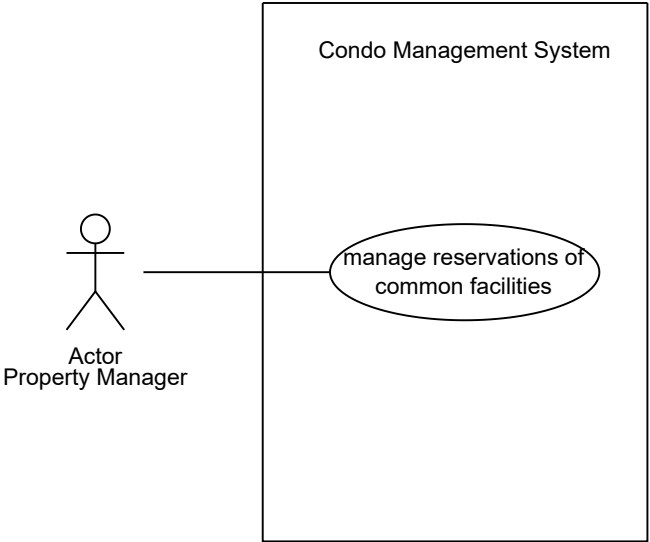 Condo Management System
manage reservations of
common facilities
Actor
Property Manager